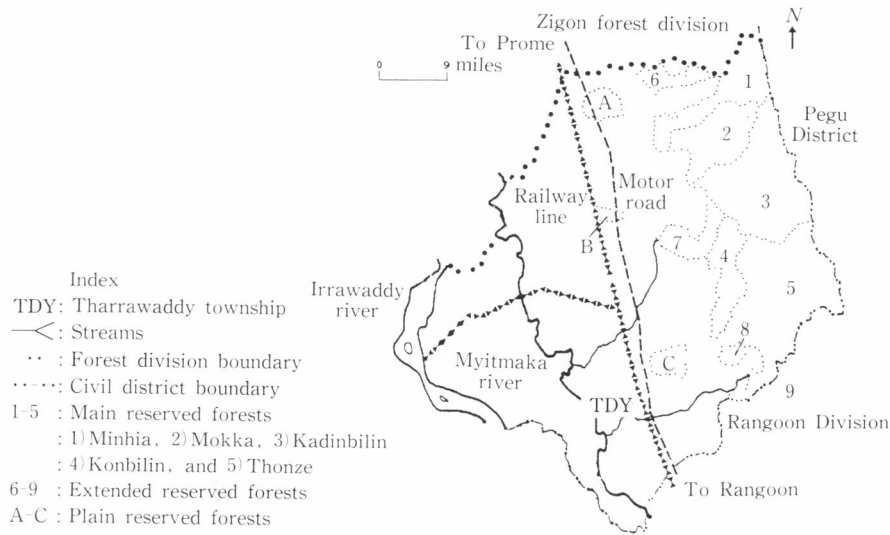 Zigon forest division
N
To Prome
0 9 miles
6
1
A
2
Pegu District
Railway line
Motor road
3
B
7
4
5
Irrawaddy river
Myitmaka river
8
C
9
TDY
Rangoon Division
To Rangoon
Index
TDY: Tharrawaddy township
: Streams
: Forest division boundary
: Civil district boundary
1-5 : Main reserved forests
: 1) Minhia, 2) Mokka, 3) Kadinbilin
: 4) Konbilin, and 5) Thonze
6-9 : Extended reserved forests
A-C : Plain reserved forests